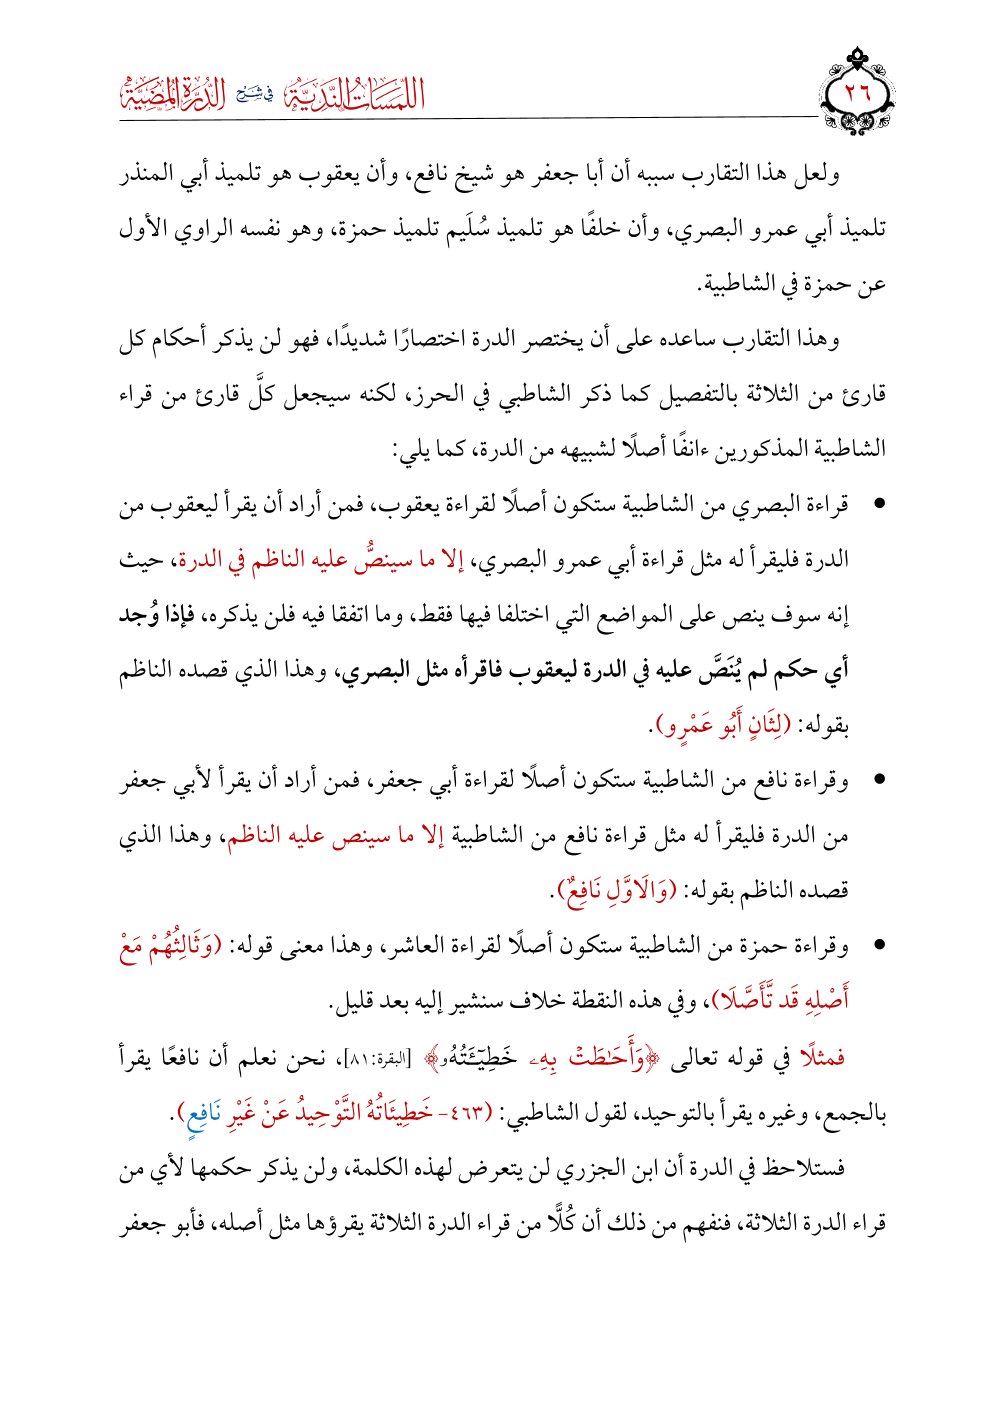 اللمسات الندية في شرح الدرة المضية
٢٦
ولعل هذا التقارب سببه أن أبا جعفر هو شيخ نافع، وأن يعقوب هو تلميذ أبي المنذر
تلميذ أبي عمرو البصري، وأن خلفًا هو تلميذ سُلَيم تلميذ حمزة، وهو نفسه الراوي الأول
عن حمزة في الشاطبية.
وهذا التقارب ساعده على أن يختصر الدرة اختصارًا شديدًا، فهو لن يذكر أحكام كل
قارئ من الثلاثة بالتفصيل كما ذكر الشاطبي في الحرز، لكنه سيجعل كلَّ قارئ من قراء
الشاطبية المذكورين ءانفًا أصلًا لشبيهه من الدرة، كما يلي:
• قراءة البصري من الشاطبية ستكون أصلًا لقراءة يعقوب، فمن أراد أن يقرأ ليعقوب من
الدرة فليقرأ له مثل قراءة أبي عمرو البصري، إلا ما سينصُّ عليه الناظم في الدرة، حيث
إنه سوف ينص على المواضع التي اختلفا فيها فقط، وما اتفقا فيه فلن يذكره، فإذا وُجد
أي حكم لم يُنَصَّ عليه في الدرة ليعقوب فاقرأه مثل البصري، وهذا الذي قصده الناظم
بقوله: (لِثَانٍ أَبُو عَمْرٍو).
• وقراءة نافع من الشاطبية ستكون أصلًا لقراءة أبي جعفر، فمن أراد أن يقرأ لأبي جعفر
من الدرة فليقرأ له مثل قراءة نافع من الشاطبية إلا ما سينص عليه الناظم، وهذا الذي
قصده الناظم بقوله: (وَالَاوَّلِ نَافِعٌ).
• وقراءة حمزة من الشاطبية ستكون أصلًا لقراءة العاشر، وهذا معنى قوله: (وَثَالِثُهُمْ مَعْ
أَصْلِهِ قَد تَّأَصَّلَا)، وفي هذه النقطة خلاف سنشير إليه بعد قليل.
فمثلًا في قوله تعالى ﴿وَأَحَٰطَتۡ بِهِۦ خَطِيٓـَٔتُهُۥ﴾ [البقرة:٨١]، نحن نعلم أن نافعًا يقرأ
بالجمع، وغيره يقرأ بالتوحيد، لقول الشاطبي: (٤٦٣- خَطِيئَاتُهُ التَّوْحِيدُ عَنْ غَيْرِ نَافِعٍ).
فستلاحظ في الدرة أن ابن الجزري لن يتعرض لهذه الكلمة، ولن يذكر حكمها لأي من
قراء الدرة الثلاثة، فنفهم من ذلك أن كُلًّا من قراء الدرة الثلاثة يقرؤها مثل أصله، فأبو جعفر